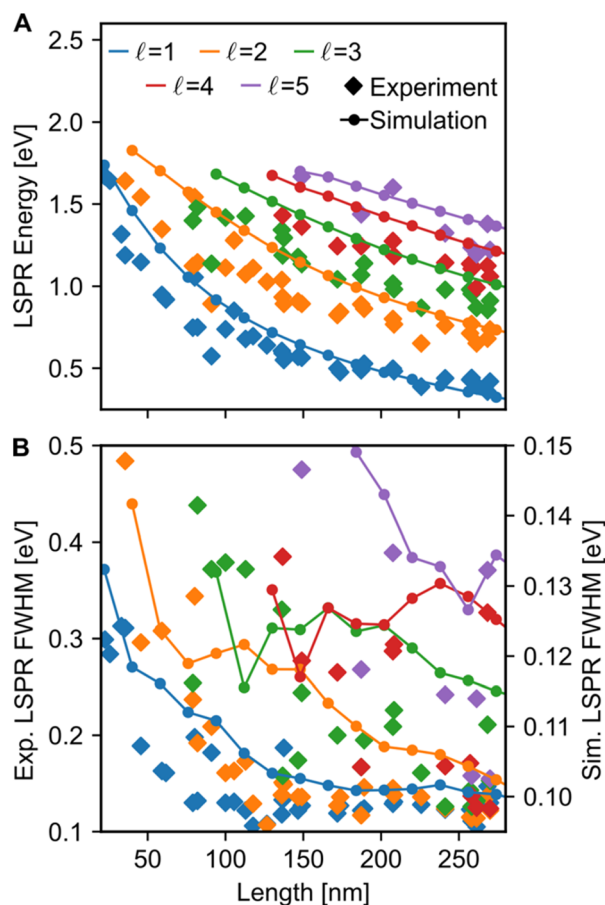 A
ℓ=1 ℓ=2 ℓ=3
ℓ=4 ℓ=5
Experiment
Simulation
LSPR Energy [eV]
2.5
2.0
1.5
1.0
0.5
B
Exp. LSPR FWHM [eV]
0.5
0.4
0.3
0.2
0.1
0.15
0.14
0.13
0.12
0.11
0.10
Sim. LSPR FWHM [eV]
50 100 150 200 250
Length [nm]